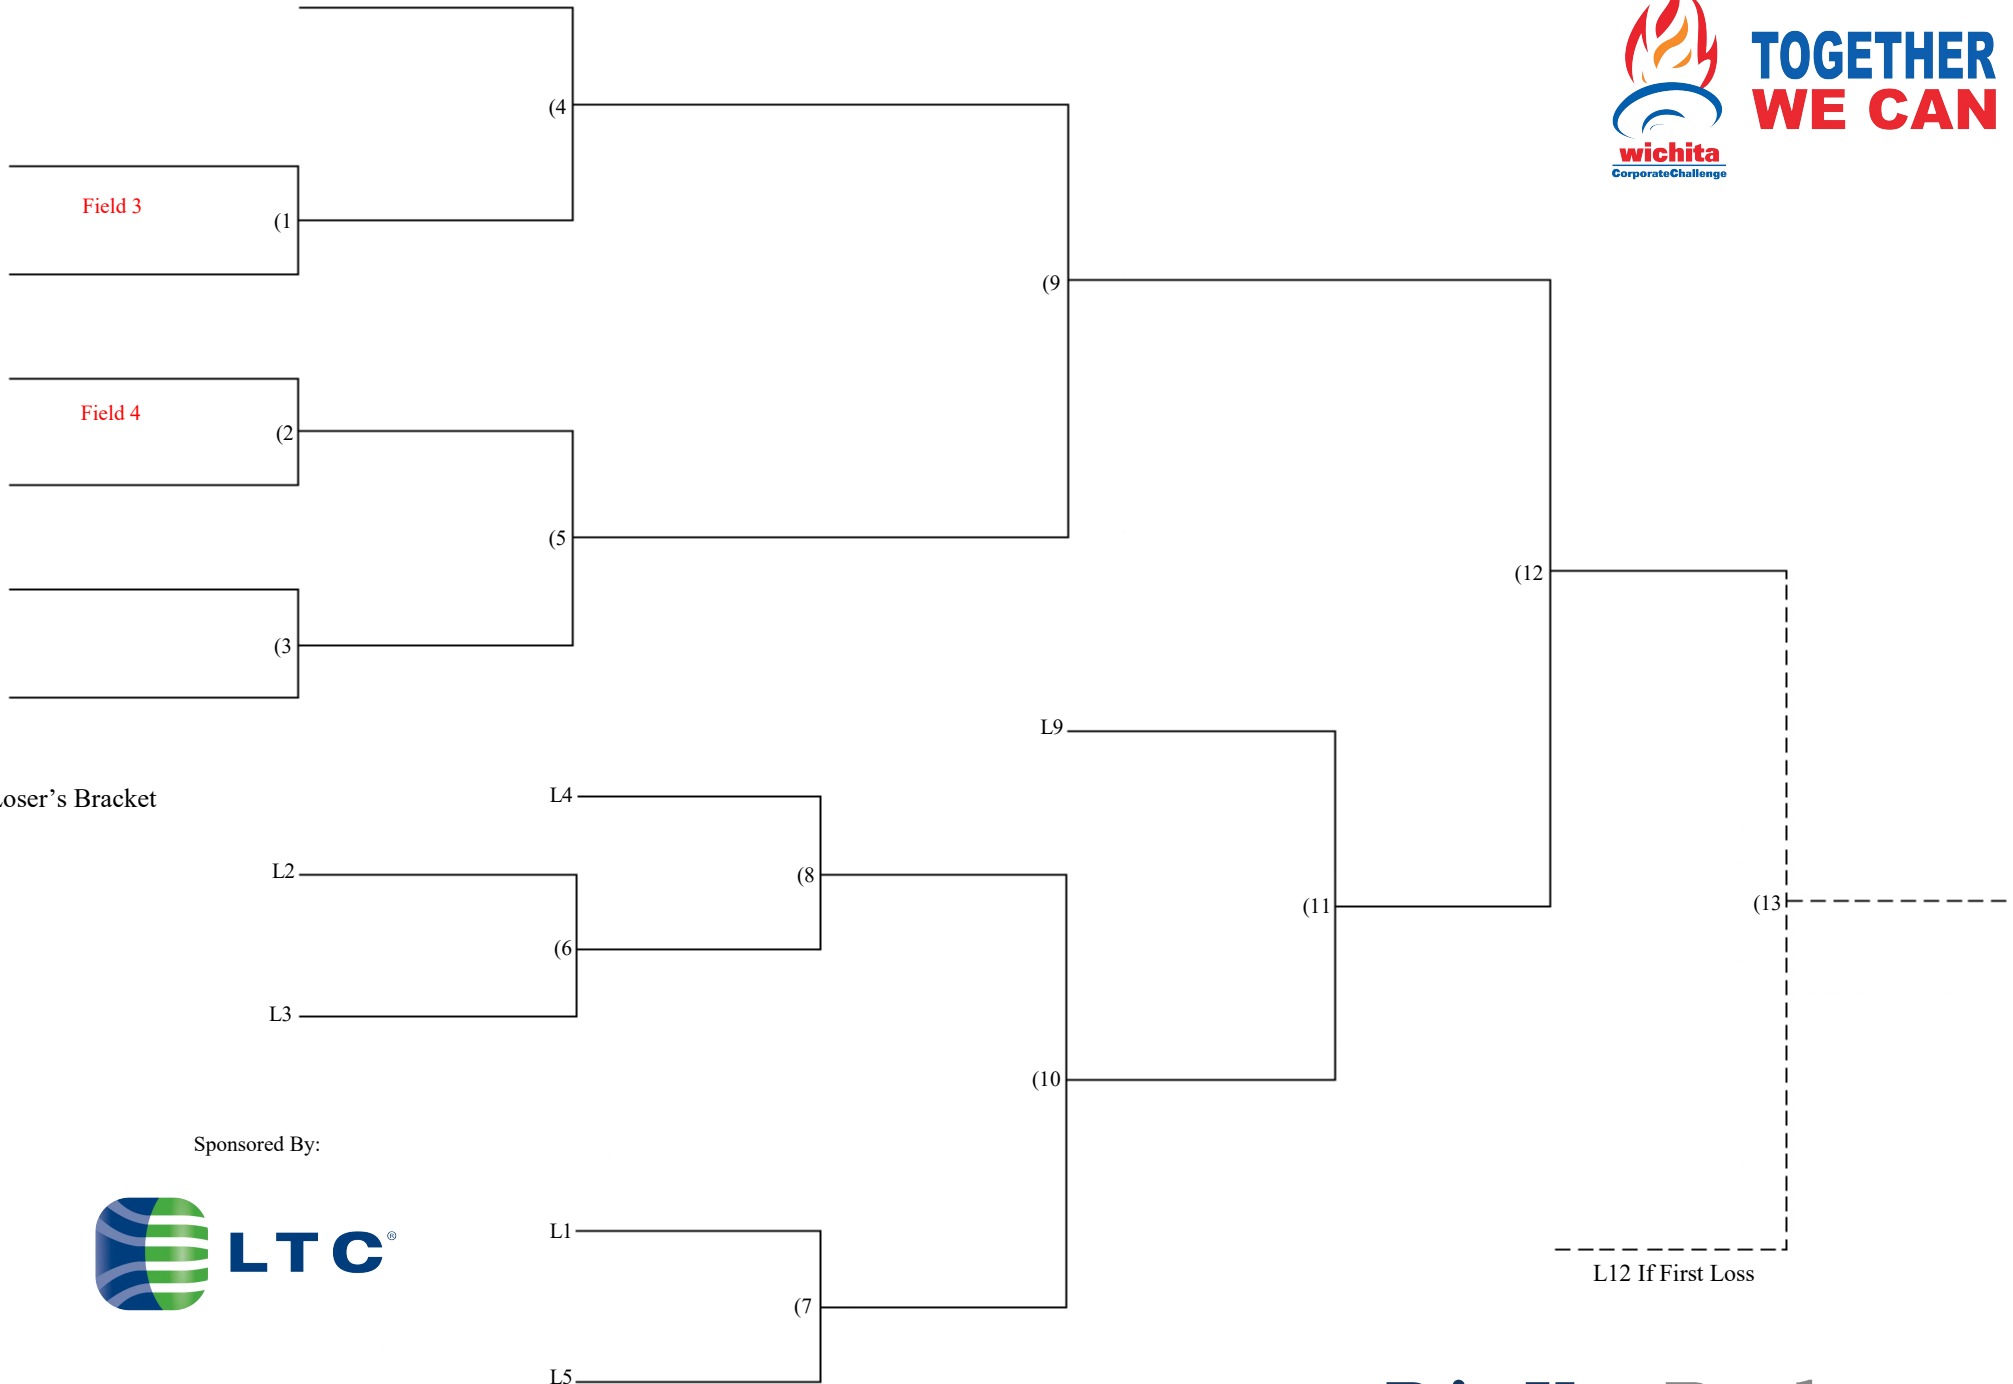 TOGETHER
WE CAN
wichita
CorporateChallenge
(4
Field 3
(1
(9
Field 4
(2
(5
(12
(3
L9
oser’s Bracket
L4
L2
(8
(11
(13
(6
L3
(10
Sponsored By:
LTC®
L1
L12 If First Loss
(7
L5